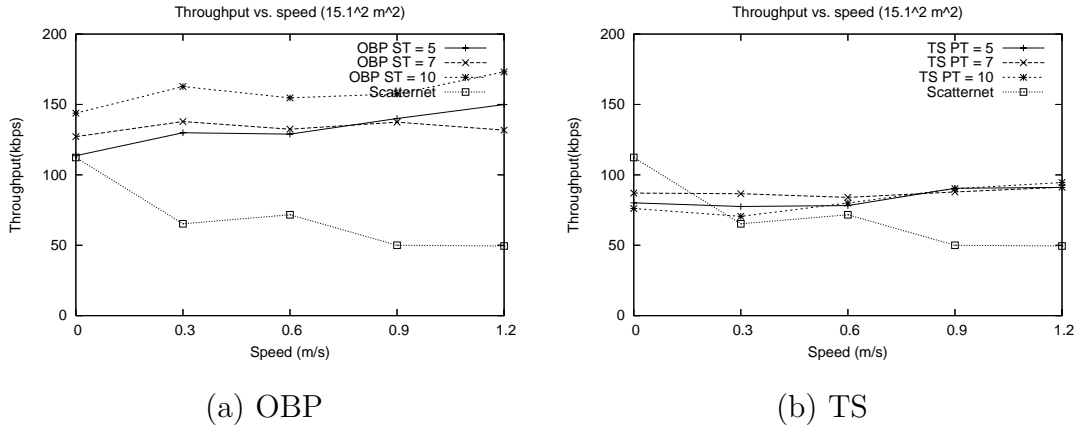 Throughput vs. speed (15.1^2 m^2)
200
150
100
50
0
Throughput(kbps)
OBP ST = 5
OBP ST = 7
OBP ST = 10
Scatternet
0 0.3 0.6 0.9 1.2
Speed (m/s)
(a) OBP
Throughput vs. speed (15.1^2 m^2)
200
150
100
50
0
Throughput(kbps)
TS PT = 5
TS PT = 7
TS PT = 10
Scatternet
0 0.3 0.6 0.9 1.2
Speed (m/s)
(b) TS